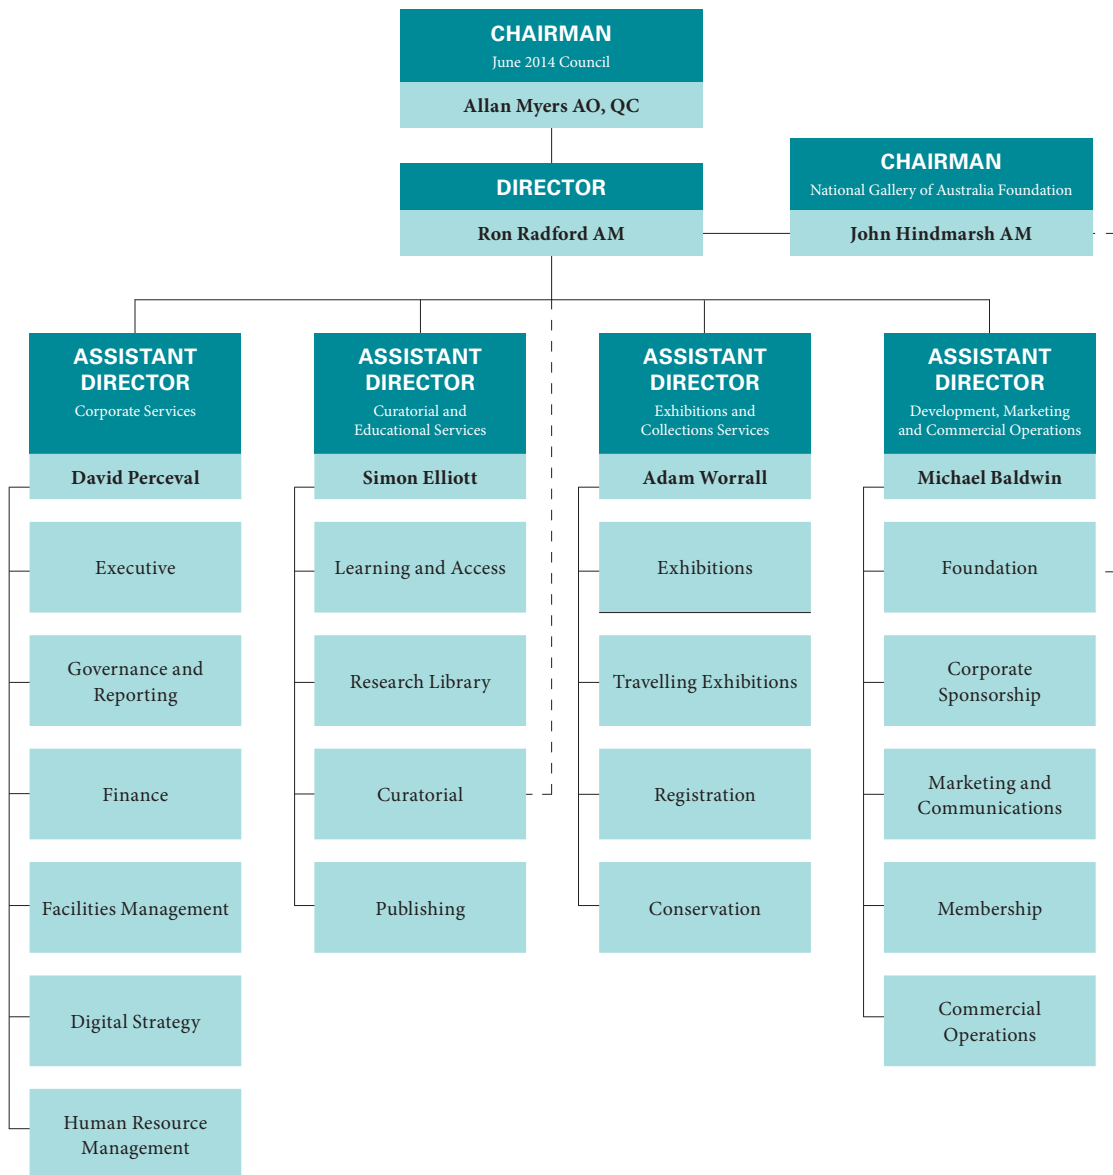 CHAIRMAN
June 2014 Council
Allan Myers AO, QC
DIRECTOR
Ron Radford AM
CHAIRMAN
National Gallery of Australia Foundation
John Hindmarsh AM
ASSISTANT
DIRECTOR
Corporate Services
David Perceval
Executive
Governance and
Reporting
Finance
Facilities Management
Digital Strategy
Human Resource
Management
ASSISTANT
DIRECTOR
Curatorial and
Educational Services
Simon Elliott
Learning and Access
Research Library
Curatorial
Publishing
ASSISTANT
DIRECTOR
Exhibitions and
Collections Services
Adam Worrall
Exhibitions
Travelling Exhibitions
Registration
Conservation
ASSISTANT
DIRECTOR
Development, Marketing
and Commercial Operations
Michael Baldwin
Foundation
Corporate
Sponsorship
Marketing and
Communications
Membership
Commercial
Operations